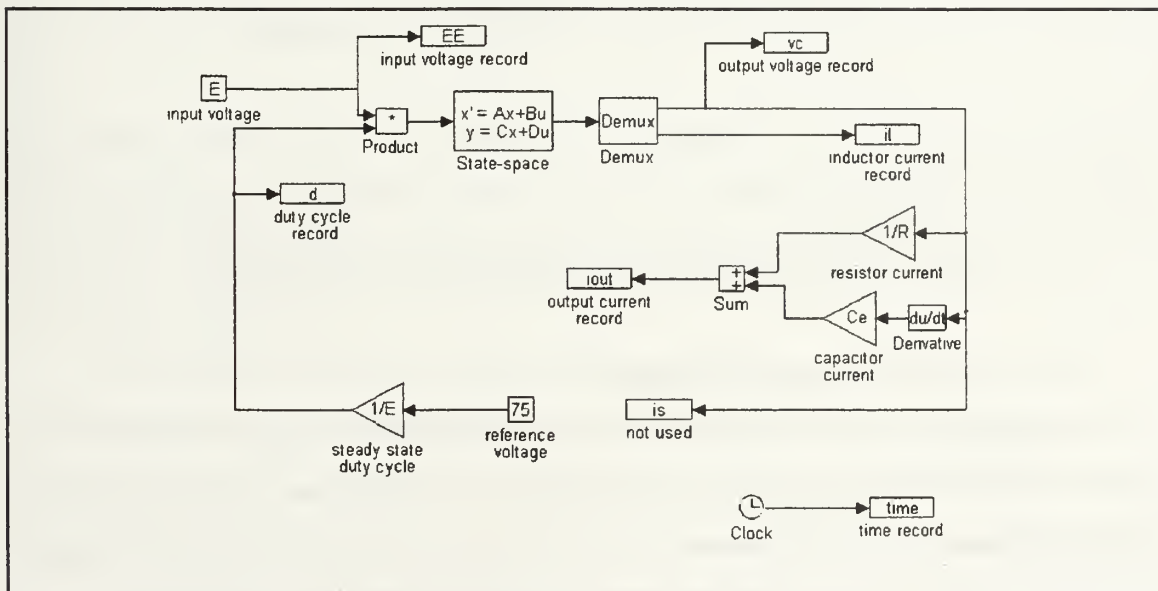 EE
input voltage record
vc
output voltage record
E
input voltage
*
Product
x' = Ax+Bu
y = Cx+Du
State-space
Demux
Demux
il
inductor current
record
d
duty cycle
record
1/R
resistor current
iout
output current
record
+
+
Sum
Ce
capacitor
current
du/dt
Derivative
1/E
steady state
duty cycle
75
reference
voltage
is
not used
Clock
time
time record